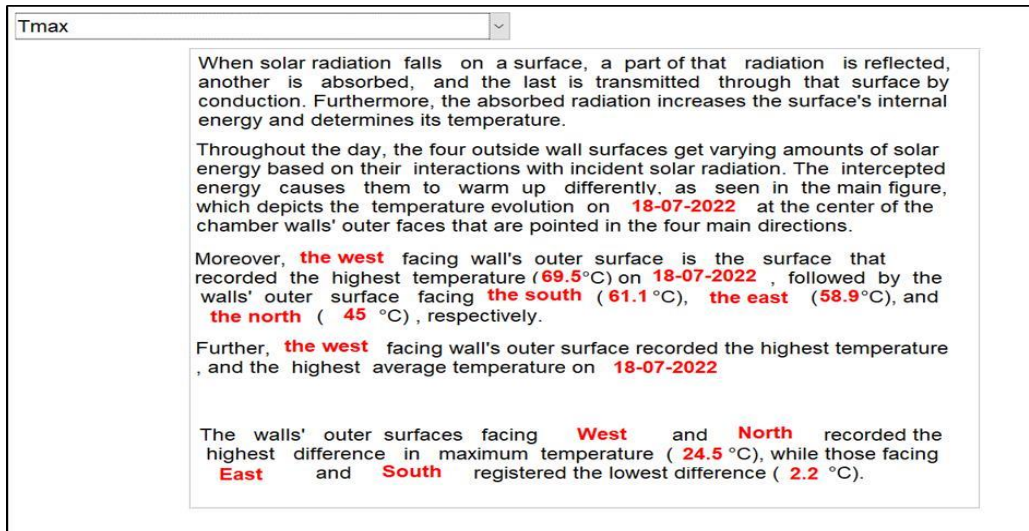 Tmax
When solar radiation falls on a surface, a part of that radiation is reflected,
another is absorbed, and the last is transmitted through that surface by
conduction. Furthermore, the absorbed radiation increases the surface's internal
energy and determines its temperature.
Throughout the day, the four outside wall surfaces get varying amounts of solar
energy based on their interactions with incident solar radiation. The intercepted
energy causes them to warm up differently, as seen in the main figure,
which depicts the temperature evolution on 18-07-2022 at the center of the
chamber walls' outer faces that are pointed in the four main directions.
Moreover, the west facing wall's outer surface is the surface that
recorded the highest temperature (69.5°C) on 18-07-2022 , followed by the
walls' outer surface facing the south ( 61.1 °C), the east (58.9°C), and
the north ( 45 °C) , respectively.
Further, the west facing wall's outer surface recorded the highest temperature
, and the highest average temperature on 18-07-2022
The walls' outer surfaces facing West and North recorded the
highest difference in maximum temperature ( 24.5 °C), while those facing
East and South registered the lowest difference ( 2.2 °C).